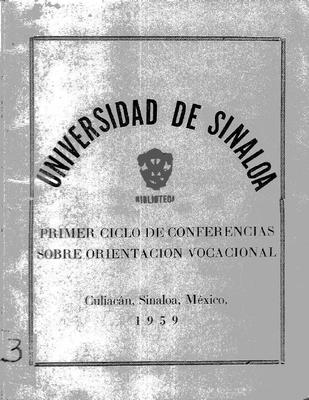 UNIVERSIDAD DE SINALOA
BIBLIOTECA
PRIMER CICLO DE CONFERENCIAS
SOBRE ORIENTACION VOCACIONAL
Culiacán, Sinaloa, México,
1959
3